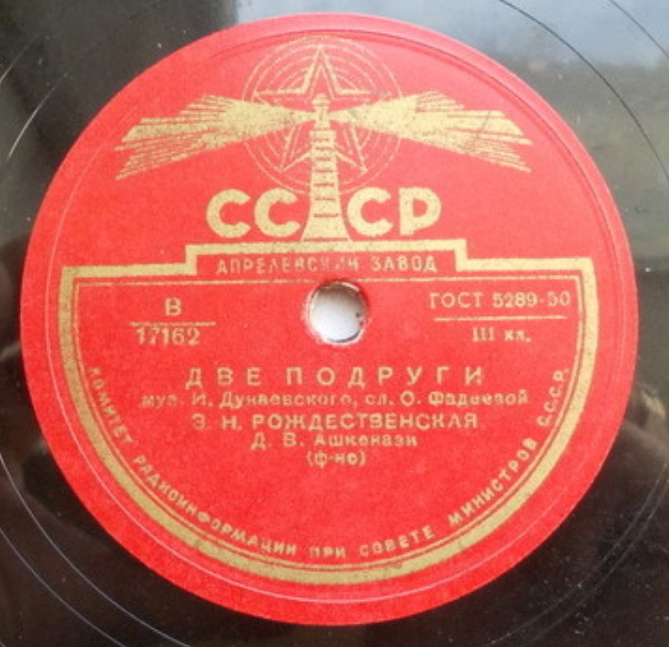 СССР
АПРЕЛЕВСКИЙ ЗАВОД
В
17162
ГОСТ 5289-50
III кл.
ДВЕ ПОДРУГИ
муз. И. Дунаевского, сл. О. Фадеевой
З. Н. РОЖДЕСТВЕНСКАЯ
Д. В. Ашкенази
(ф-но)
КОМИТЕТ РАДИОИНФОРМАЦИИ ПРИ СОВЕТЕ МИНИСТРОВ С.С.С.Р.